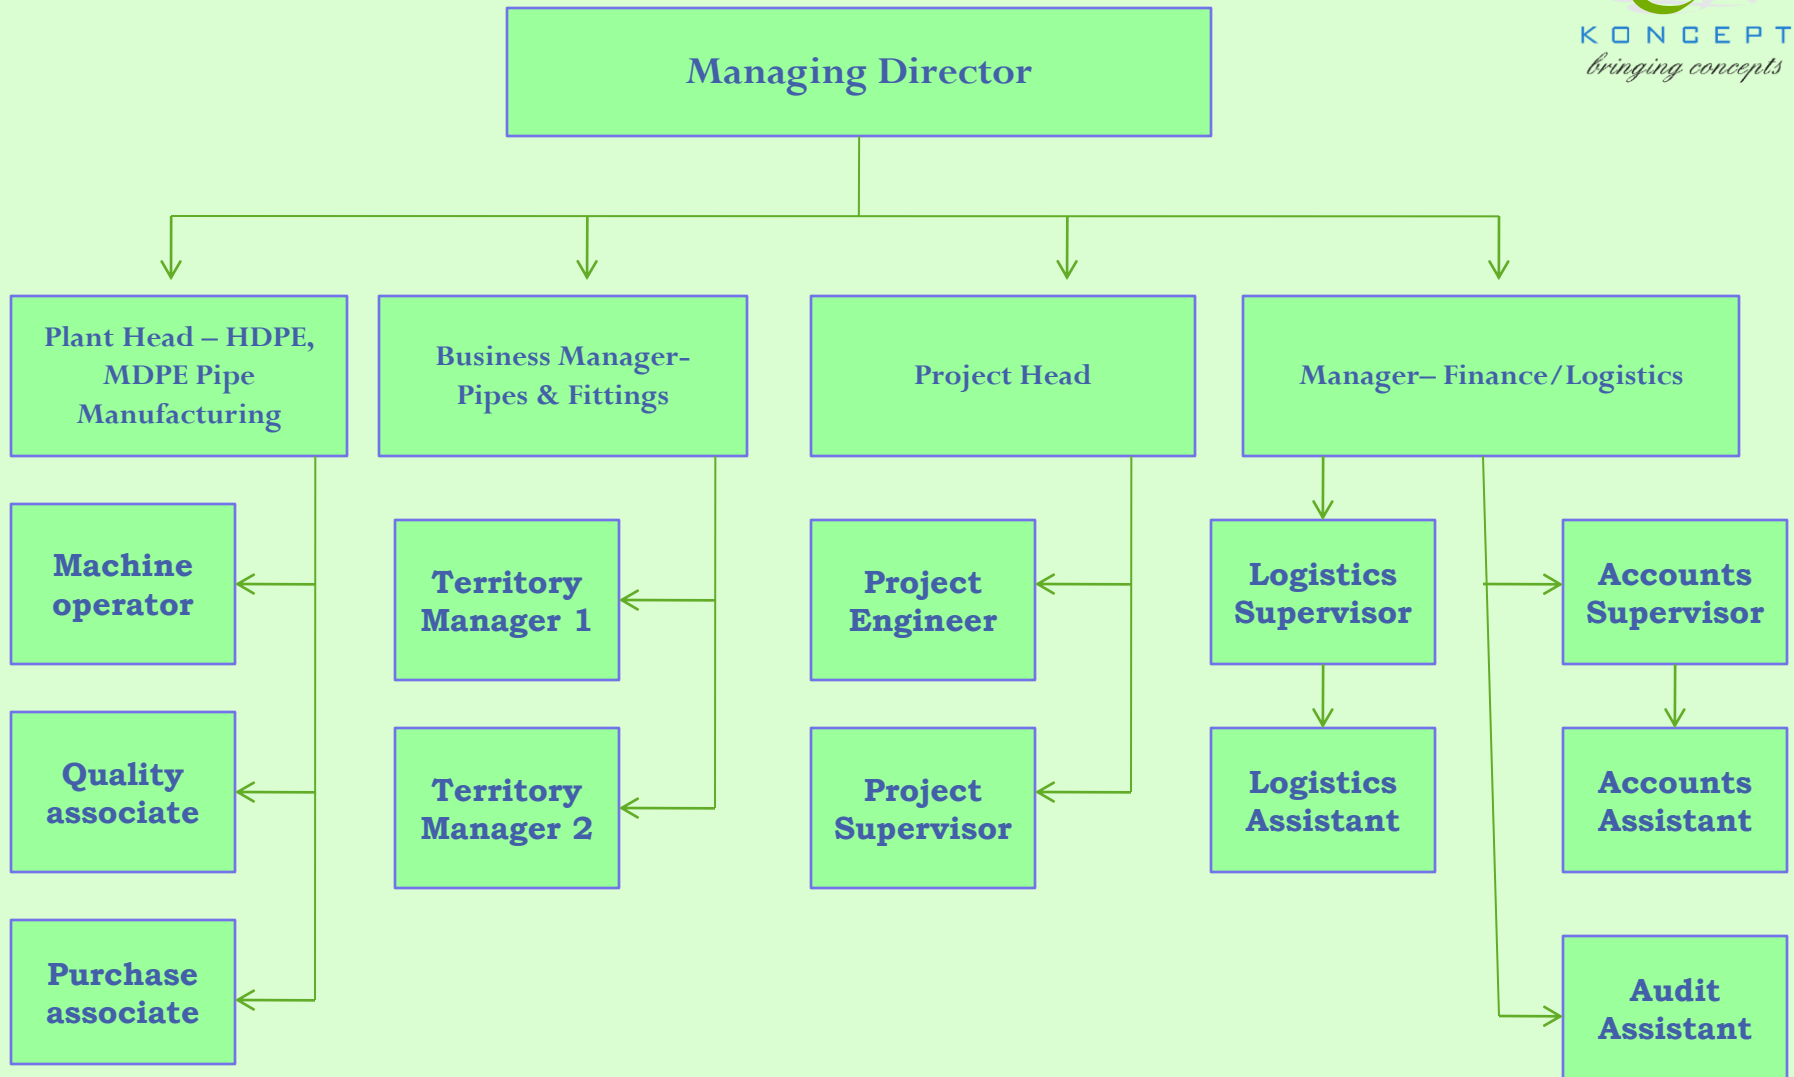 Managing Director
KONCEPT
bringing concepts
Plant Head – HDPE,
MDPE Pipe
Manufacturing
Business Manager-
Pipes & Fittings
Project Head
Manager– Finance/Logistics
Machine
operator
Quality
associate
Purchase
associate
Territory
Manager 1
Territory
Manager 2
Project
Engineer
Project
Supervisor
Logistics
Supervisor
Logistics
Assistant
Accounts
Supervisor
Accounts
Assistant
Audit
Assistant